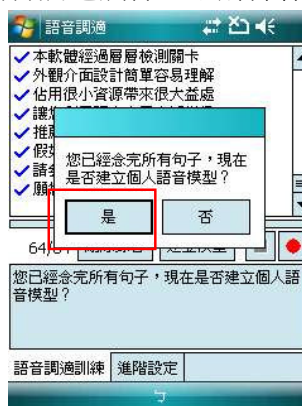 語音調適
本軟體經過層層檢測關卡
外觀介面設計簡單容易理解
佔用很小資源帶來很大益處
您已經念完所有句子，現在
是否建立個人語音模型？
是
否
您已經念完所有句子，現在是否建立個人語
音模型？
語音調適訓練 進階設定